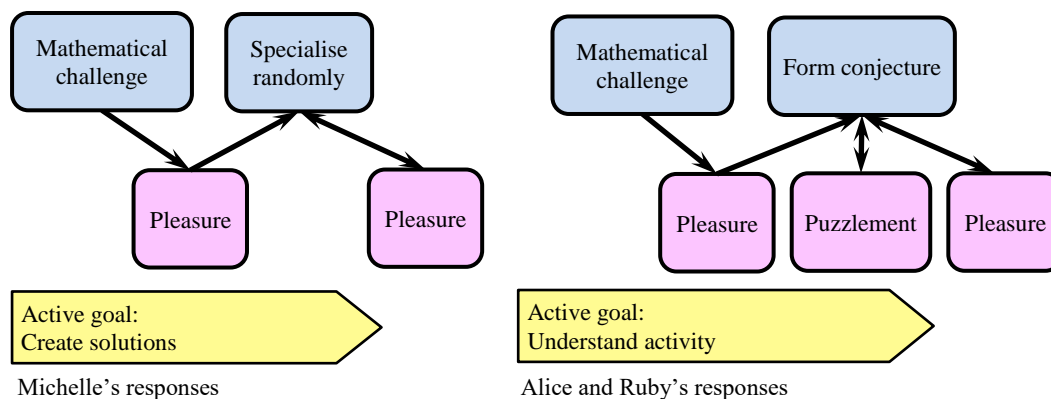 Mathematical
challenge
Specialise
randomly
Pleasure
Pleasure
Active goal:
Create solutions
Michelle's responses
Mathematical
challenge
Form conjecture
Pleasure
Puzzlement
Pleasure
Active goal:
Understand activity
Alice and Ruby's responses